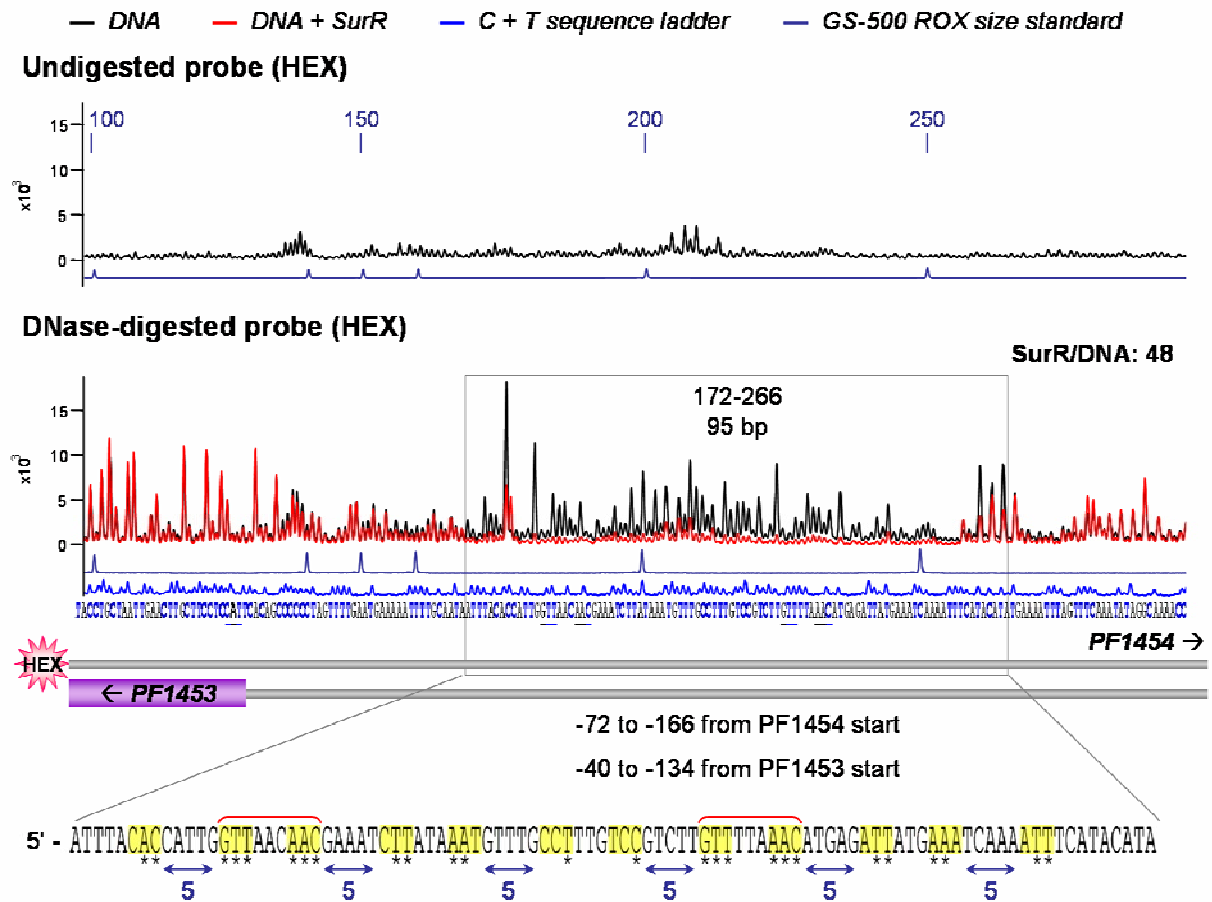 DNA DNA + SurR C + T sequence ladder GS-500 ROX size standard
Undigested probe (HEX)
100 150 200 250
15
10
5
0
x10³
DNase-digested probe (HEX)
SurR/DNA: 48
172-266
95 bp
15
10
5
0
x10³
PF1454 →
HEX
← PF1453
-72 to -166 from PF1454 start
-40 to -134 from PF1453 start
5' - ATTTACACCATTGGTTAACAACGAAATCTTATAAATGTTTGCCTTTGTCCGTCTTGTTTTAAACATGAGATTATGAAATCAAAATTTCATACATA
** *** *** ** ** * * *** *** ** ** **
5 5 5 5 5 5